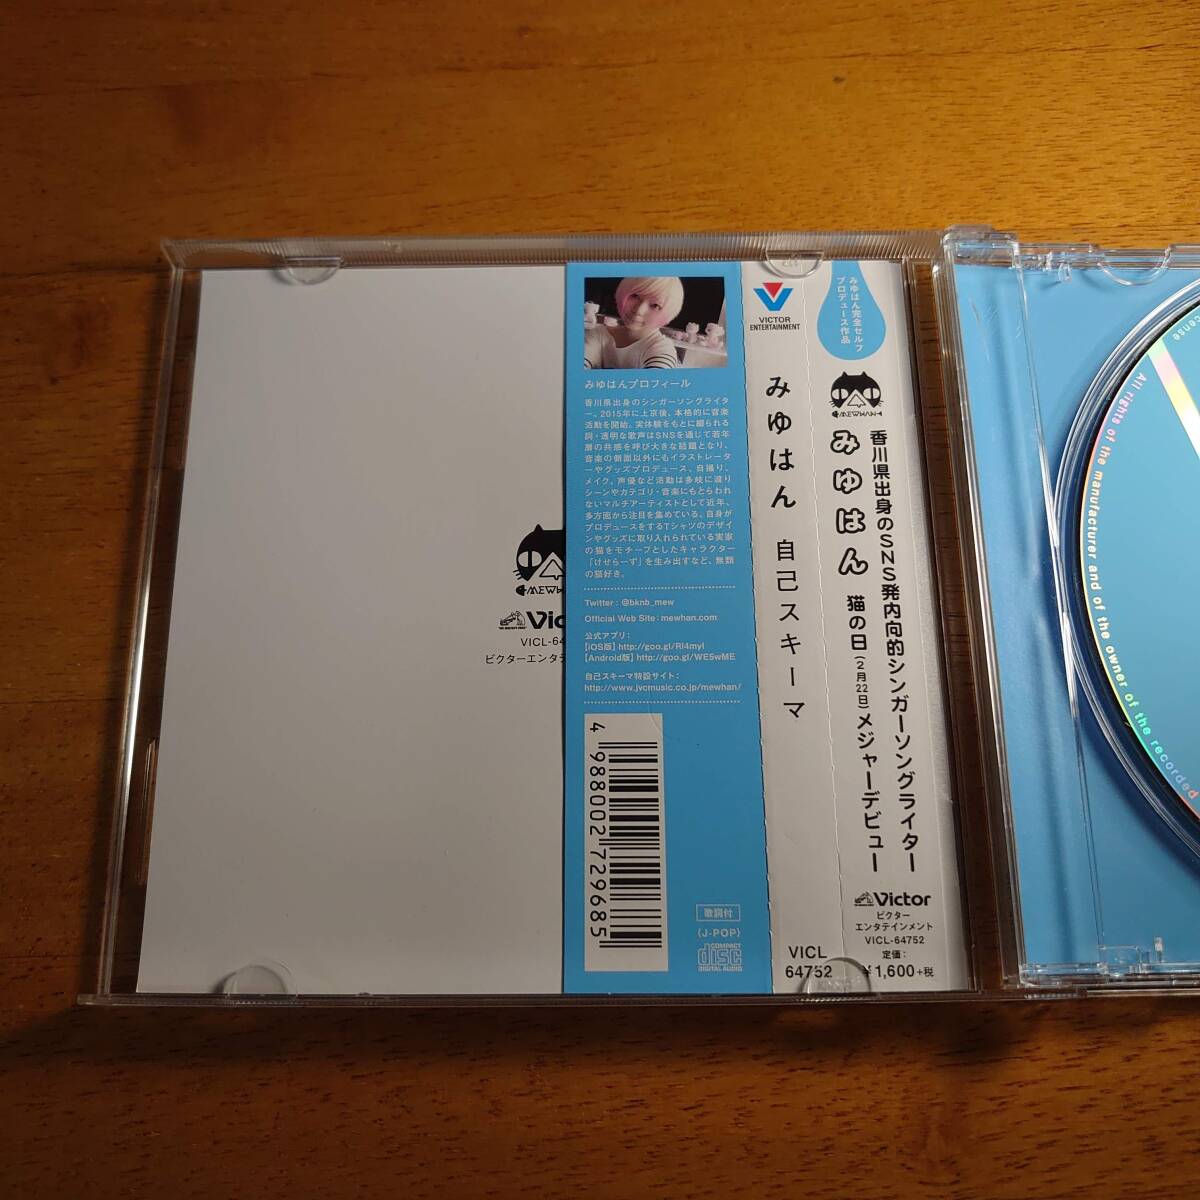 MEWHAN
Victor
VICL-64
ビクターエンタテイン
みゆはんプロフィール
香川県出身のシンガーソングライ
ター。2015年に上京後、本格的に音楽
活動を開始。実体験をもとに綴られる
詞・透明な歌声はSNSを通じて若年
層の共感を呼び大きな話題となり、
音楽の側面以外にもイラストレータ
ーやグッズプロデュース、自撮り、
メイク、声優など活動は多岐に渡り
シーンやカテゴリ・音楽にもとらわれ
ないマルチアーティストとして近年、
多方面から注目を集めている。自身が
プロデュースをするTシャツのデザイ
ンやグッズに取り入れられている実家
の猫をモチーフとしたキャラクター
「けせらーず」を生み出すなど、無類
の猫好き。
Twitter : @bknb_mew
Official Web Site : mewhan.com
公式アプリ：
【iOS版】http://goo.gl/RI4myI
【Android版】http://goo.gl/WE5wME
自己スキーマ特設サイト：
http://www.jvcmusic.co.jp/mewhan/
4 988002 729685
歌詞付
(J-POP)
COMPACT
disc
DIGITAL AUDIO
VICTOR
ENTERTAINMENT
みゆはん 自己スキーマ
VICL
64752
みゆはん完全セルフ
プロデュース作品
MEWHAN
香川県出身のSNS発内向的シンガーソングライター
みゆはん 猫の日(2月22日)メジャーデビュー
Victor
ビクター
エンタテインメント
VICL-64752
定価：
¥1,600+税
All rights of the manufacturer and of the owner of the recorded
cense